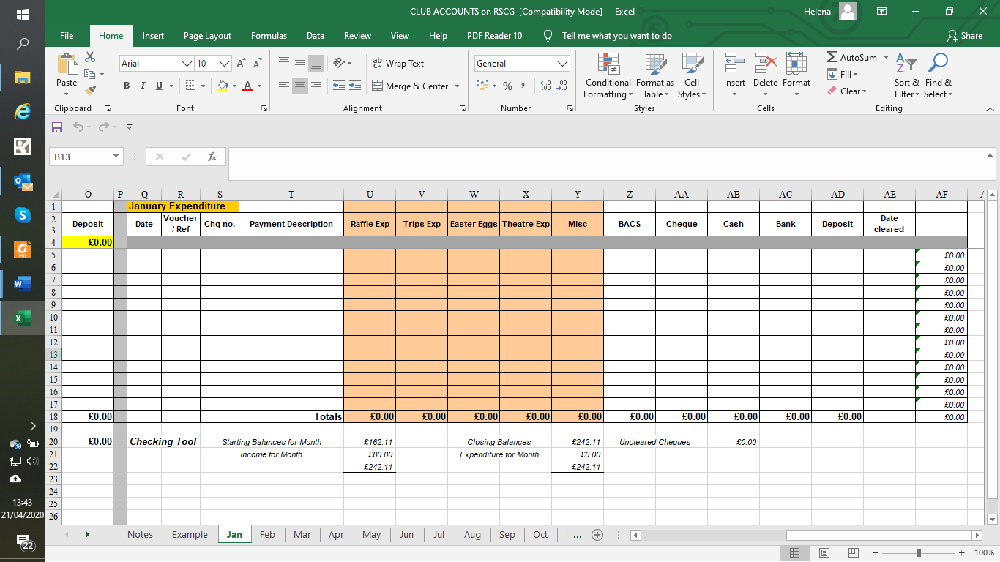 CLUB ACCOUNTS on RSCG [Compatibility Mode] - Excel
Helena
File Home Insert Page Layout Formulas Data Review View Help PDF Reader 10 Tell me what you want to do Share
Paste
Clipboard
Arial 10
B I U
Font
ab Wrap Text
Merge & Center
Alignment
General
% ,
Number
Conditional Formatting
Format as Table
Cell Styles
Styles
Insert Delete Format
Cells
AutoSum
Fill
Clear
Sort & Filter
Find & Select
Editing
B13 fx
O P Q R S T U V W X Y Z AA AB AC AD AE AF
1 January Expenditure
2 Deposit Date Voucher / Ref Chq no. Payment Description Raffle Exp Trips Exp Easter Eggs Theatre Exp Misc BACS Cheque Cash Bank Deposit Date cleared
3
4 £0.00
5 £0.00
6 £0.00
7 £0.00
8 £0.00
9 £0.00
10 £0.00
11 £0.00
12 £0.00
13 £0.00
14 £0.00
15 £0.00
16 £0.00
17 £0.00
18 £0.00 Totals £0.00 £0.00 £0.00 £0.00 £0.00 £0.00 £0.00 £0.00 £0.00 £0.00 £0.00
19
20 £0.00 Checking Tool Starting Balances for Month £162.11 Closing Balances £242.11 Uncleared Cheques £0.00
21 Income for Month £80.00 Expenditure for Month £0.00
22 £242.11 £242.11
23
24
25
26
Notes Example Jan Feb Mar Apr May Jun Jul Aug Sep Oct ...
100%
13:43
21/04/2020
22